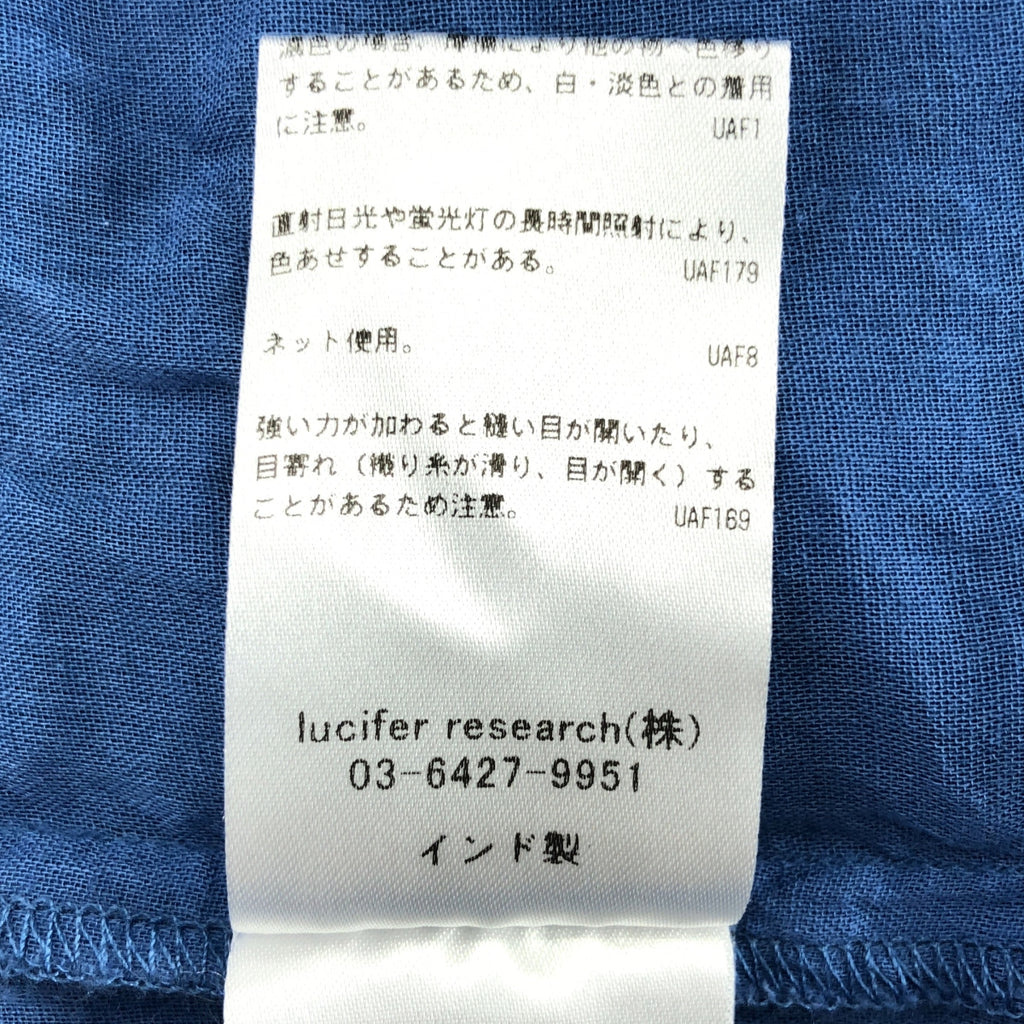 濃色の場合、摩擦により他の物へ色移り
することがあるため、白・淡色との着用
に注意。
UAF1
直射日光や蛍光灯の長時間照射により、
色あせすることがある。
UAF179
ネット使用。
UAF8
強い力が加わると縫い目が開いたり、
目寄れ（織り糸が滑り、目が開く）する
ことがあるため注意。
UAF169
lucifer research(株)
03-6427-9951
インド製